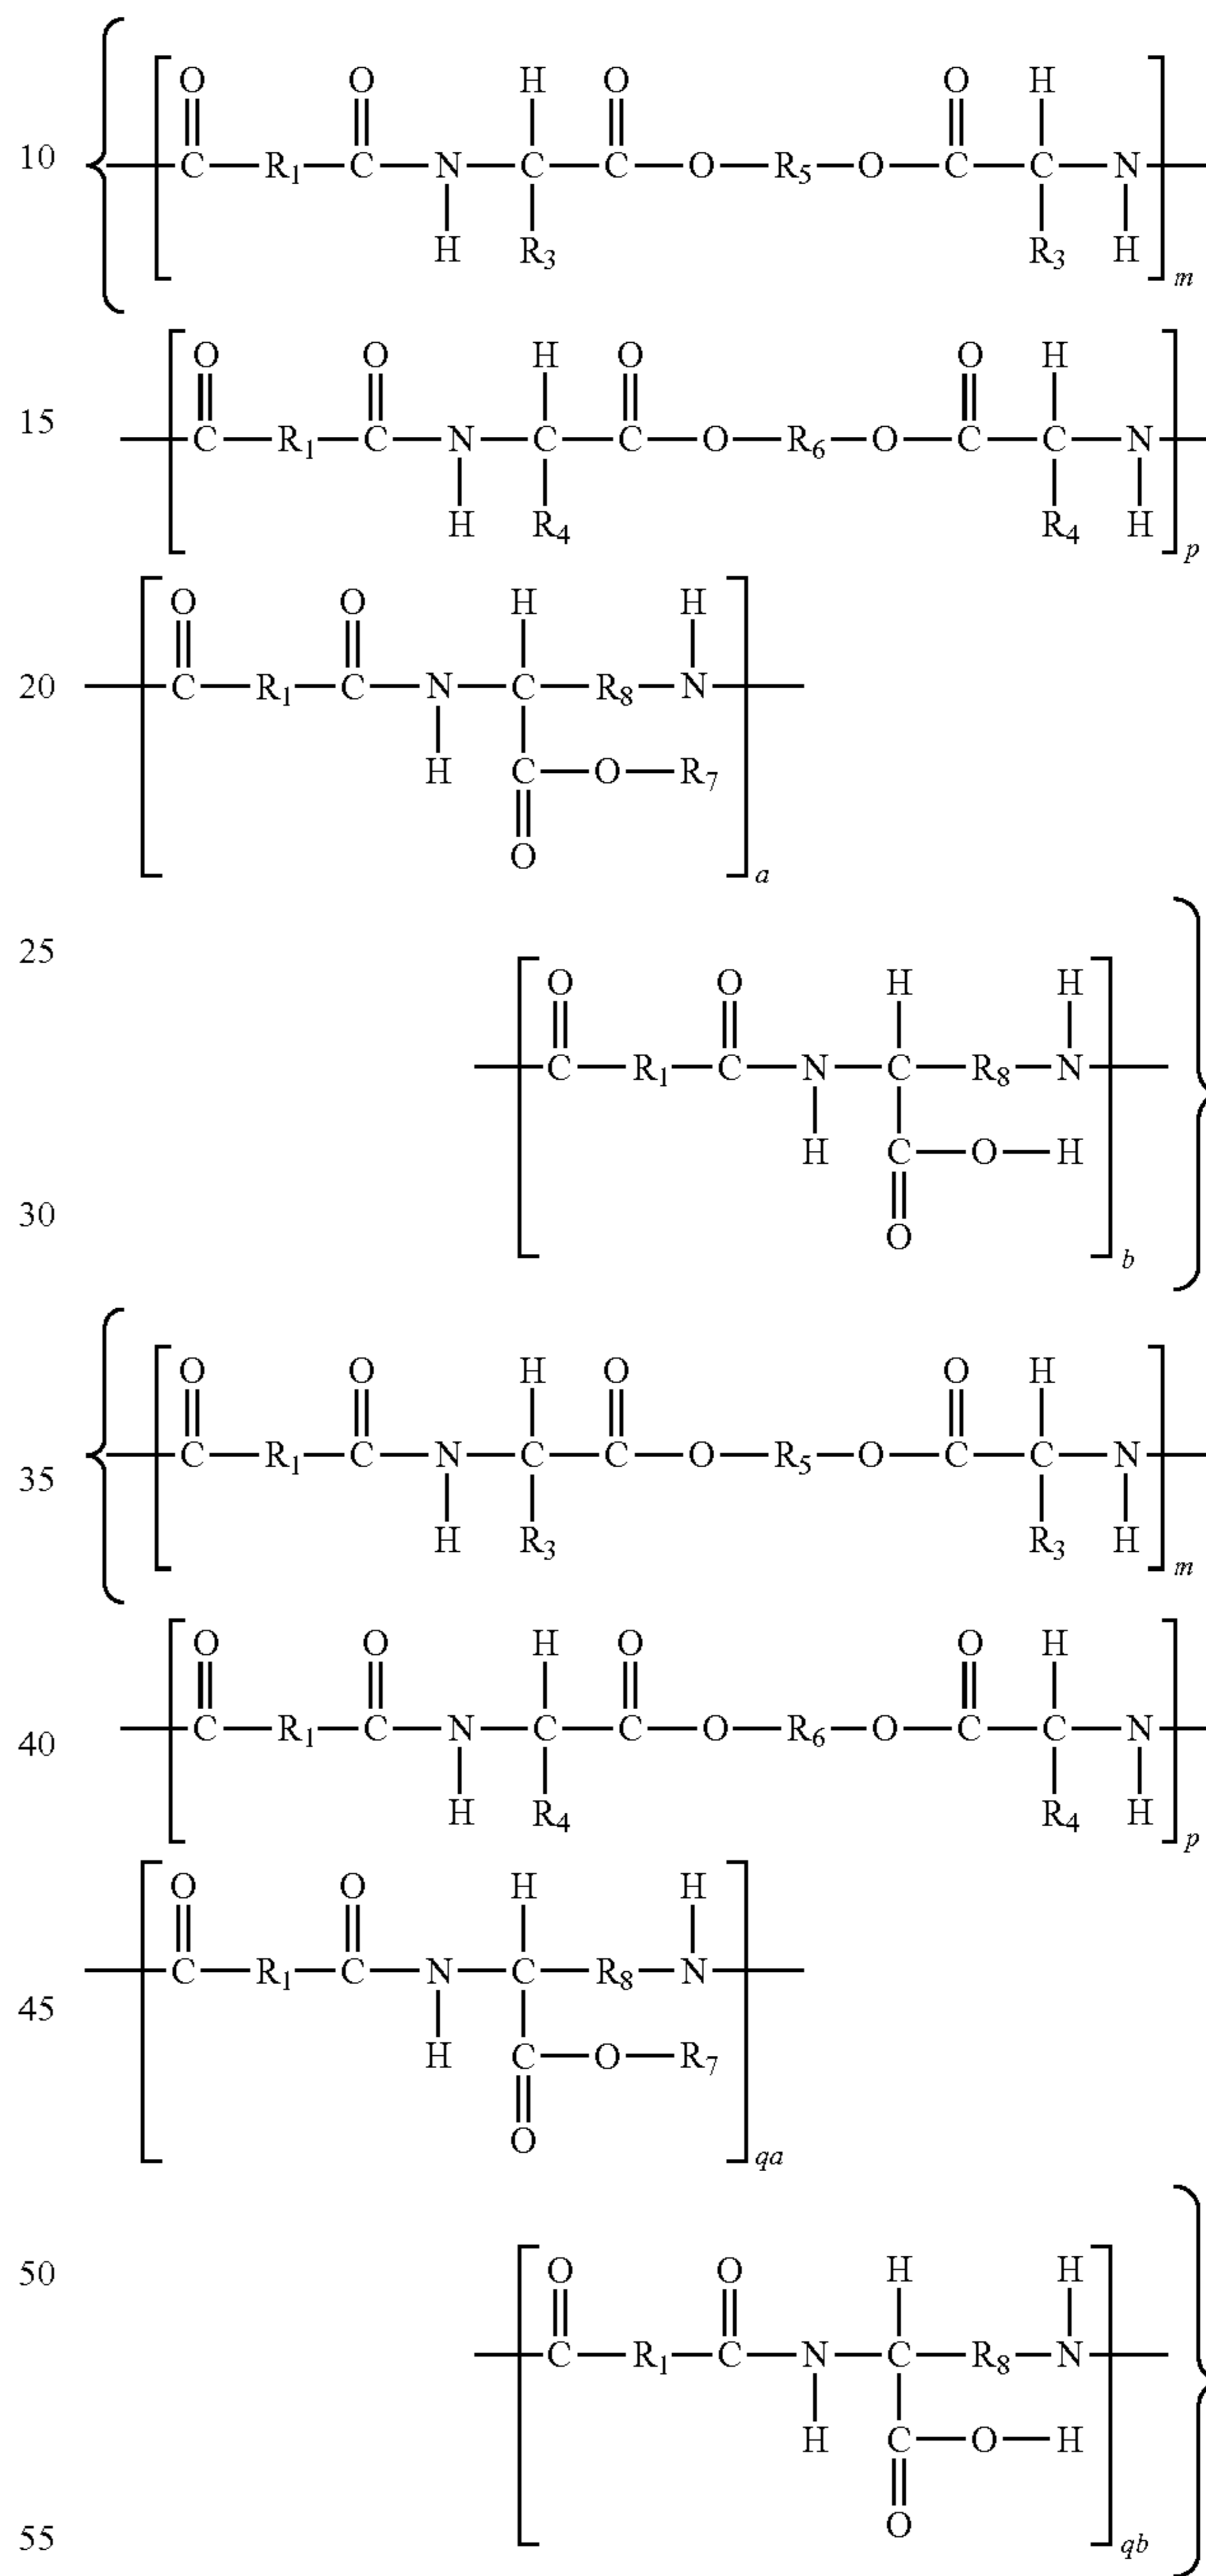 O O H O O H
10 C—R₁—C—N—C—C—O—R₅—O—C—C—N
H R₃ R₃ H m
O O H O O H
15 C—R₁—C—N—C—C—O—R₆—O—C—C—N
H R₄ R₄ H p
O O H H
20 C—R₁—C—N—C—R₈—N
H C—O—R₇
O a
25
O O H H
C—R₁—C—N—C—R₈—N
H C—O—H
30 O b
O O H O O H
35 C—R₁—C—N—C—C—O—R₅—O—C—C—N
H R₃ R₃ H m
O O H O O H
40 C—R₁—C—N—C—C—O—R₆—O—C—C—N
H R₄ R₄ H p
O O H H
C—R₁—C—N—C—R₈—N
45
H C—O—R₇
O qa
50 O O H H
C—R₁—C—N—C—R₈—N
H C—O—H
O
55 qb